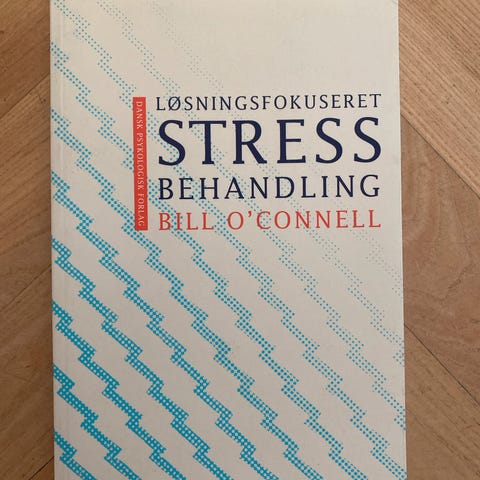 LØSNINGSFOKUSERET
STRESS
BEHANDLING
BILL O'CONNELL
DANSK PSYKOLOGISK FORLAG